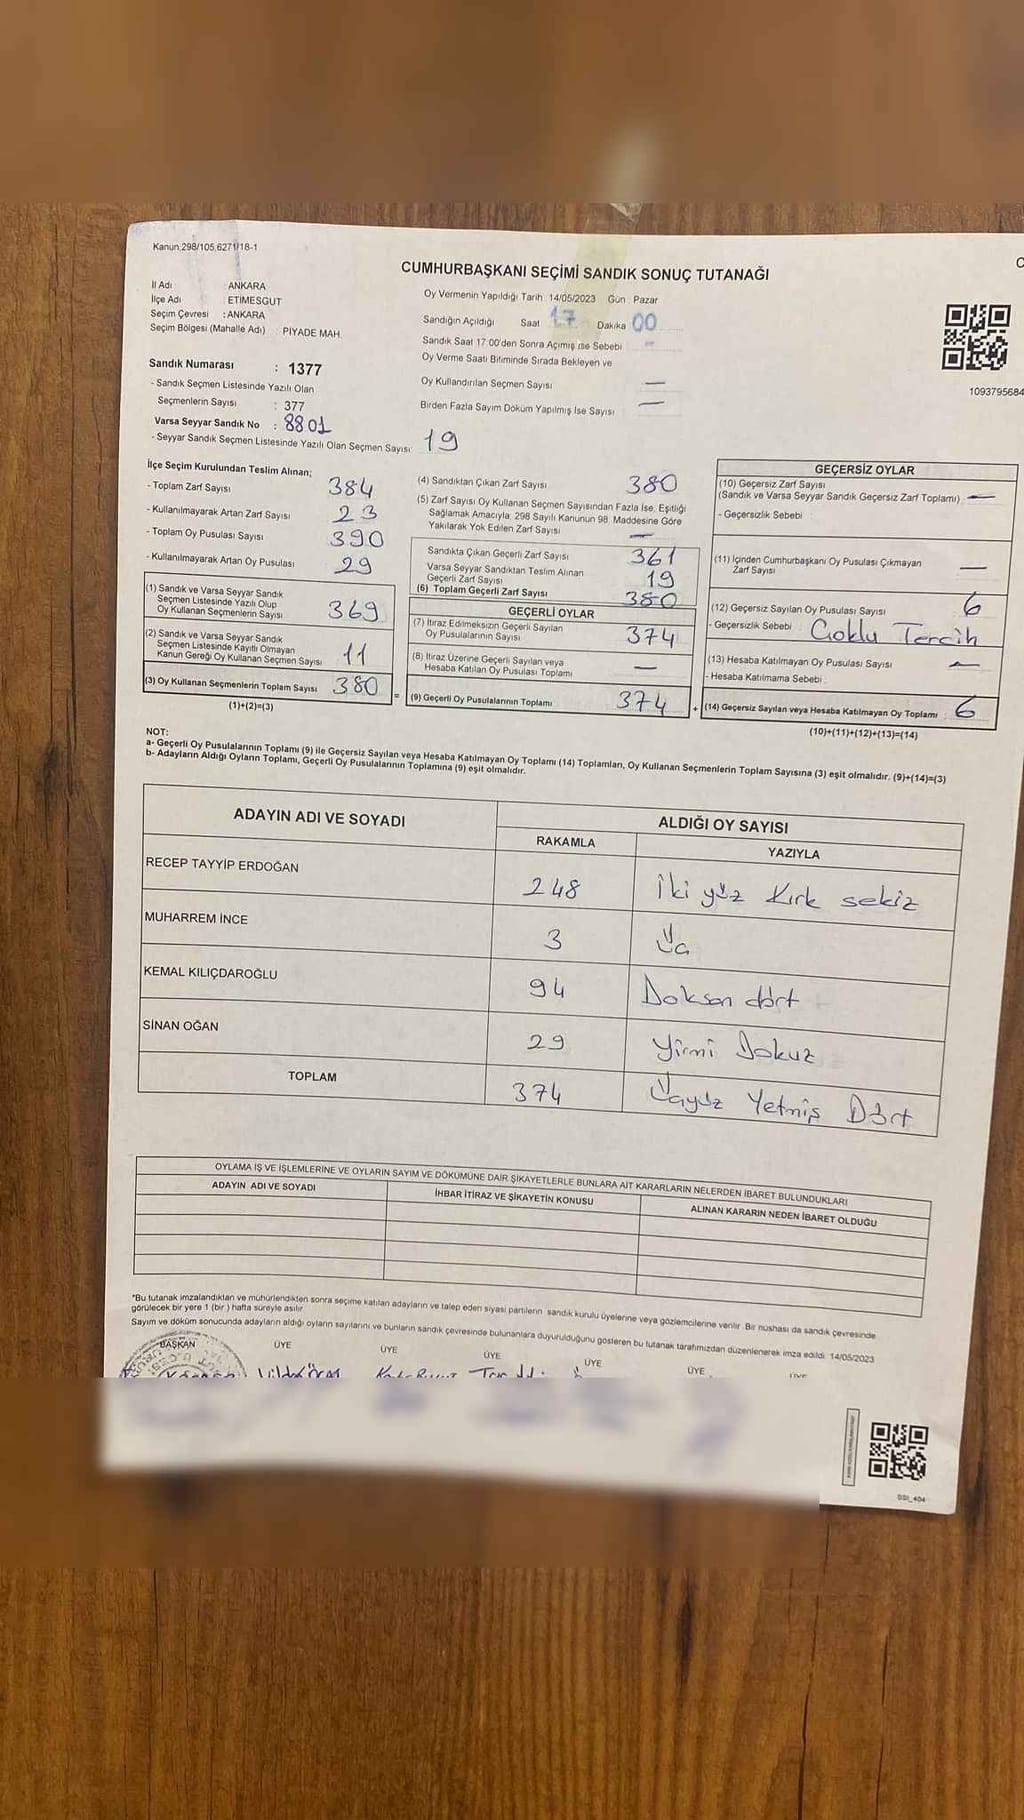 Kanun:298/105,6271/18-1
CUMHURBAŞKANI SEÇİMİ SANDIK SONUÇ TUTANAĞI
İl Adı ANKARA
İlçe Adı : ETİMESGUT
Seçim Çevresi : ANKARA
Seçim Bölgesi (Mahalle Adı) : PİYADE MAH.
Oy Vermenin Yapıldığı Tarih: 14/05/2023 Gün Pazar
Sandığın Açıldığı Saat 17 Dakika 00
Sandık Saat 17:00'den Sonra Açımış ise Sebebi -
Oy Verme Saati Bitiminde Sırada Bekleyen ve
Oy Kullandırılan Seçmen Sayısı —
Birden Fazla Sayım Döküm Yapılmış İse Sayısı —
1093795684
Sandık Numarası : 1377
- Sandık Seçmen Listesinde Yazılı Olan
Seçmenlerin Sayısı : 377
Varsa Seyyar Sandık No : 8801
- Seyyar Sandık Seçmen Listesinde Yazılı Olan Seçmen Sayısı: 19
İlçe Seçim Kurulundan Teslim Alınan;
- Toplam Zarf Sayısı 384
- Kullanılmayarak Artan Zarf Sayısı 23
- Toplam Oy Pusulası Sayısı 390
- Kullanılmayarak Artan Oy Pusulası 29
(1) Sandık ve Varsa Seyyar Sandık
Seçmen Listesinde Yazılı Olup
Oy Kullanan Seçmenlerin Sayısı 369
(2) Sandık ve Varsa Seyyar Sandık
Seçmen Listesinde Kayıtlı Olmayan
Kanun Gereği Oy Kullanan Seçmen Sayısı 11
(3) Oy Kullanan Seçmenlerin Toplam Sayısı 380
(1)+(2)=(3)
(4) Sandıktan Çıkan Zarf Sayısı 380
(5) Zarf Sayısı Oy Kullanan Seçmen Sayısından Fazla İse, Eşitliği
Sağlamak Amacıyla, 298 Sayılı Kanunun 98. Maddesine Göre
Yakılarak Yok Edilen Zarf Sayısı —
Sandıkta Çıkan Geçerli Zarf Sayısı 361
Varsa Seyyar Sandıktan Teslim Alınan
Geçerli Zarf Sayısı 19
(6) Toplam Geçerli Zarf Sayısı 380
GEÇERLİ OYLAR
(7) İtiraz Edilmeksizin Geçerli Sayılan
Oy Pusulalarının Sayısı 374
(8) İtiraz Üzerine Geçerli Sayılan veya
Hesaba Katılan Oy Pusulası Toplamı —
= (9) Geçerli Oy Pusulalarının Toplamı 374
GEÇERSİZ OYLAR
(10) Geçersiz Zarf Sayısı
(Sandık ve Varsa Seyyar Sandık Geçersiz Zarf Toplamı) —
- Geçersizlik Sebebi
(11) İçinden Cumhurbaşkanı Oy Pusulası Çıkmayan
Zarf Sayısı —
(12) Geçersiz Sayılan Oy Pusulası Sayısı 6
- Geçersizlik Sebebi Çoklu Tercih
(13) Hesaba Katılmayan Oy Pusulası Sayısı —
- Hesaba Katılmama Sebebi
+ (14) Geçersiz Sayılan veya Hesaba Katılmayan Oy Toplamı 6
(10)+(11)+(12)+(13)=(14)
NOT:
a- Geçerli Oy Pusulalarının Toplamı (9) ile Geçersiz Sayılan veya Hesaba Katılmayan Oy Toplamı (14) Toplamları, Oy Kullanan Seçmenlerin Toplam Sayısına (3) eşit olmalıdır. (9)+(14)=(3)
b- Adayların Aldığı Oyların Toplamı, Geçerli Oy Pusulalarının Toplamına (9) eşit olmalıdır.
ADAYIN ADI VE SOYADI ALDIĞI OY SAYISI
RAKAMLA YAZIYLA
RECEP TAYYİP ERDOĞAN 248 İki yüz Kırk sekiz
MUHARREM İNCE 3 Üç
KEMAL KILIÇDAROĞLU 94 Doksan dört
SİNAN OĞAN 29 Yirmi Dokuz
TOPLAM 374 Üçyüz Yetmiş Dört
OYLAMA İŞ VE İŞLEMLERİNE VE OYLARIN SAYIM VE DÖKÜMÜNE DAİR ŞİKAYETLERLE BUNLARA AİT KARARLARIN NELERDEN İBARET BULUNDUKLARI
ADAYIN ADI VE SOYADI İHBAR İTİRAZ VE ŞİKAYETİN KONUSU ALINAN KARARIN NEDEN İBARET OLDUĞU
*Bu tutanak imzalandıktan ve mühürlendikten sonra seçime katılan adayların ve talep eden siyasi partilerin sandık kurulu üyelerine veya gözlemcilerine verilir. Bir nüshası da sandık çevresinde
görülecek bir yere 1 (bir) hafta süreyle asılır.
Sayım ve döküm sonucunda adayların aldığı oyların sayılarını ve bunların sandık çevresinde bulunanlara duyurulduğunu gösteren bu tutanak tarafımızdan düzenlenerek imza edildi. 14/05/2023
BAŞKAN ÜYE ÜYE ÜYE ÜYE ÜYE ÜYE